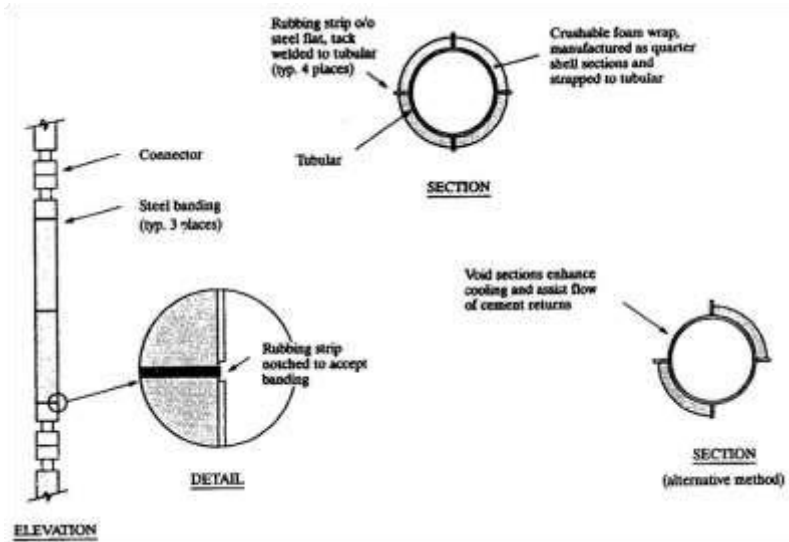 Rubbing strip o/o
steel flat, tack
welded to tubular
(typ. 4 places)
Crushable foam wrap,
manufactured as quarter
shell sections and
strapped to tubular
Tubular
SECTION
Connector
Steel banding
(typ. 3 places)
Void sections enhance
cooling and assist flow
of cement returns
Rubbing strip
notched to accept
banding
DETAIL
SECTION
(alternative method)
ELEVATION